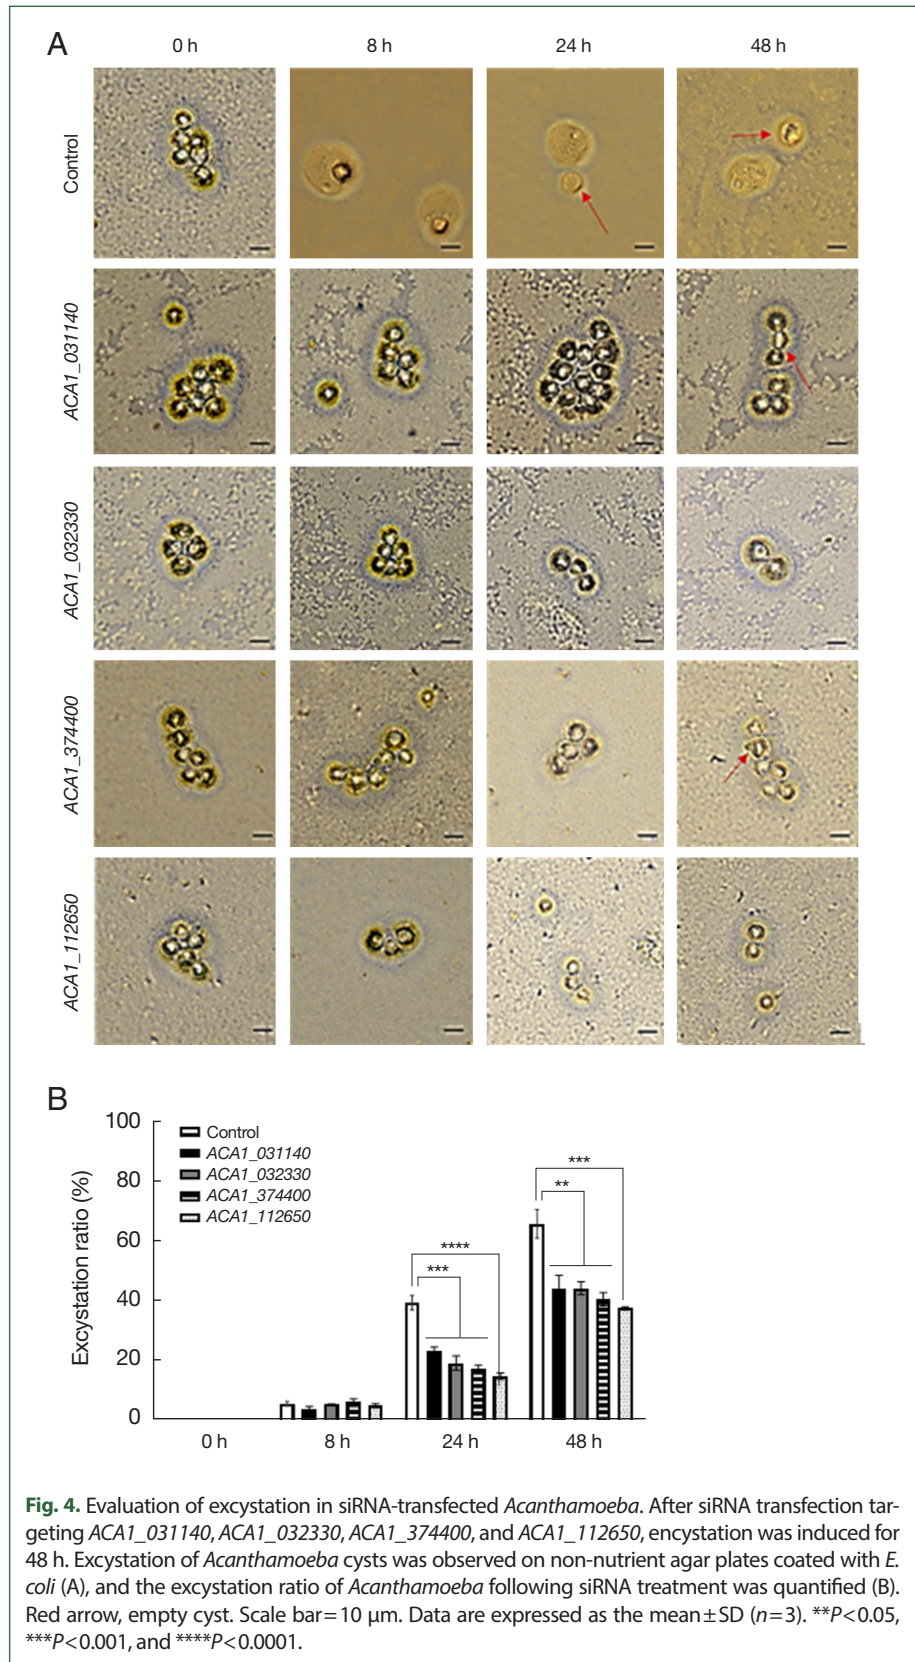 A
0 h 8 h 24 h 48 h
Control
ACA1_031140
ACA1_032330
ACA1_374400
ACA1_112650
B
Excystation ratio (%)
100
80
60
40
20
0
Control
ACA1_031140
ACA1_032330
ACA1_374400
ACA1_112650
****
***
***
**
0 h 8 h 24 h 48 h
Fig. 4. Evaluation of excystation in siRNA-transfected Acanthamoeba. After siRNA transfection tar-
geting ACA1_031140, ACA1_032330, ACA1_374400, and ACA1_112650, encystation was induced for
48 h. Excystation of Acanthamoeba cysts was observed on non-nutrient agar plates coated with E.
coli (A), and the excystation ratio of Acanthamoeba following siRNA treatment was quantified (B).
Red arrow, empty cyst. Scale bar=10 μm. Data are expressed as the mean±SD (n=3). **P<0.05,
***P<0.001, and ****P<0.0001.